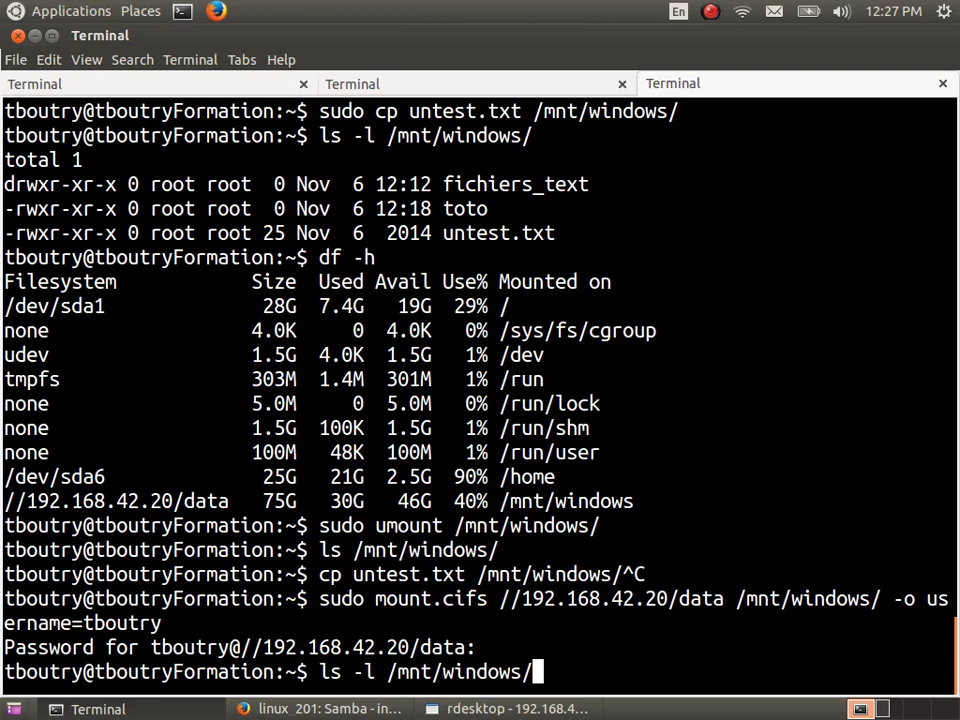 Applications Places En 12:27 PM
Terminal
File Edit View Search Terminal Tabs Help
Terminal Terminal Terminal
tboutry@tboutryFormation:~$ sudo cp untest.txt /mnt/windows/
tboutry@tboutryFormation:~$ ls -l /mnt/windows/
total 1
drwxr-xr-x 0 root root  0 Nov  6 12:12 fichiers_text
-rwxr-xr-x 0 root root  0 Nov  6 12:18 toto
-rwxr-xr-x 0 root root 25 Nov  6  2014 untest.txt
tboutry@tboutryFormation:~$ df -h
Filesystem            Size  Used Avail Use% Mounted on
/dev/sda1              28G  7.4G   19G  29% /
none                  4.0K     0  4.0K   0% /sys/fs/cgroup
udev                  1.5G  4.0K  1.5G   1% /dev
tmpfs                 303M  1.4M  301M   1% /run
none                  5.0M     0  5.0M   0% /run/lock
none                  1.5G  100K  1.5G   1% /run/shm
none                  100M   48K  100M   1% /run/user
/dev/sda6              25G   21G  2.5G  90% /home
//192.168.42.20/data   75G   30G   46G  40% /mnt/windows
tboutry@tboutryFormation:~$ sudo umount /mnt/windows/
tboutry@tboutryFormation:~$ ls /mnt/windows/
tboutry@tboutryFormation:~$ cp untest.txt /mnt/windows/^C
tboutry@tboutryFormation:~$ sudo mount.cifs //192.168.42.20/data /mnt/windows/ -o us
ername=tboutry
Password for tboutry@//192.168.42.20/data:
tboutry@tboutryFormation:~$ ls -l /mnt/windows/
Terminal linux_201: Samba - in... rdesktop - 192.168.4...